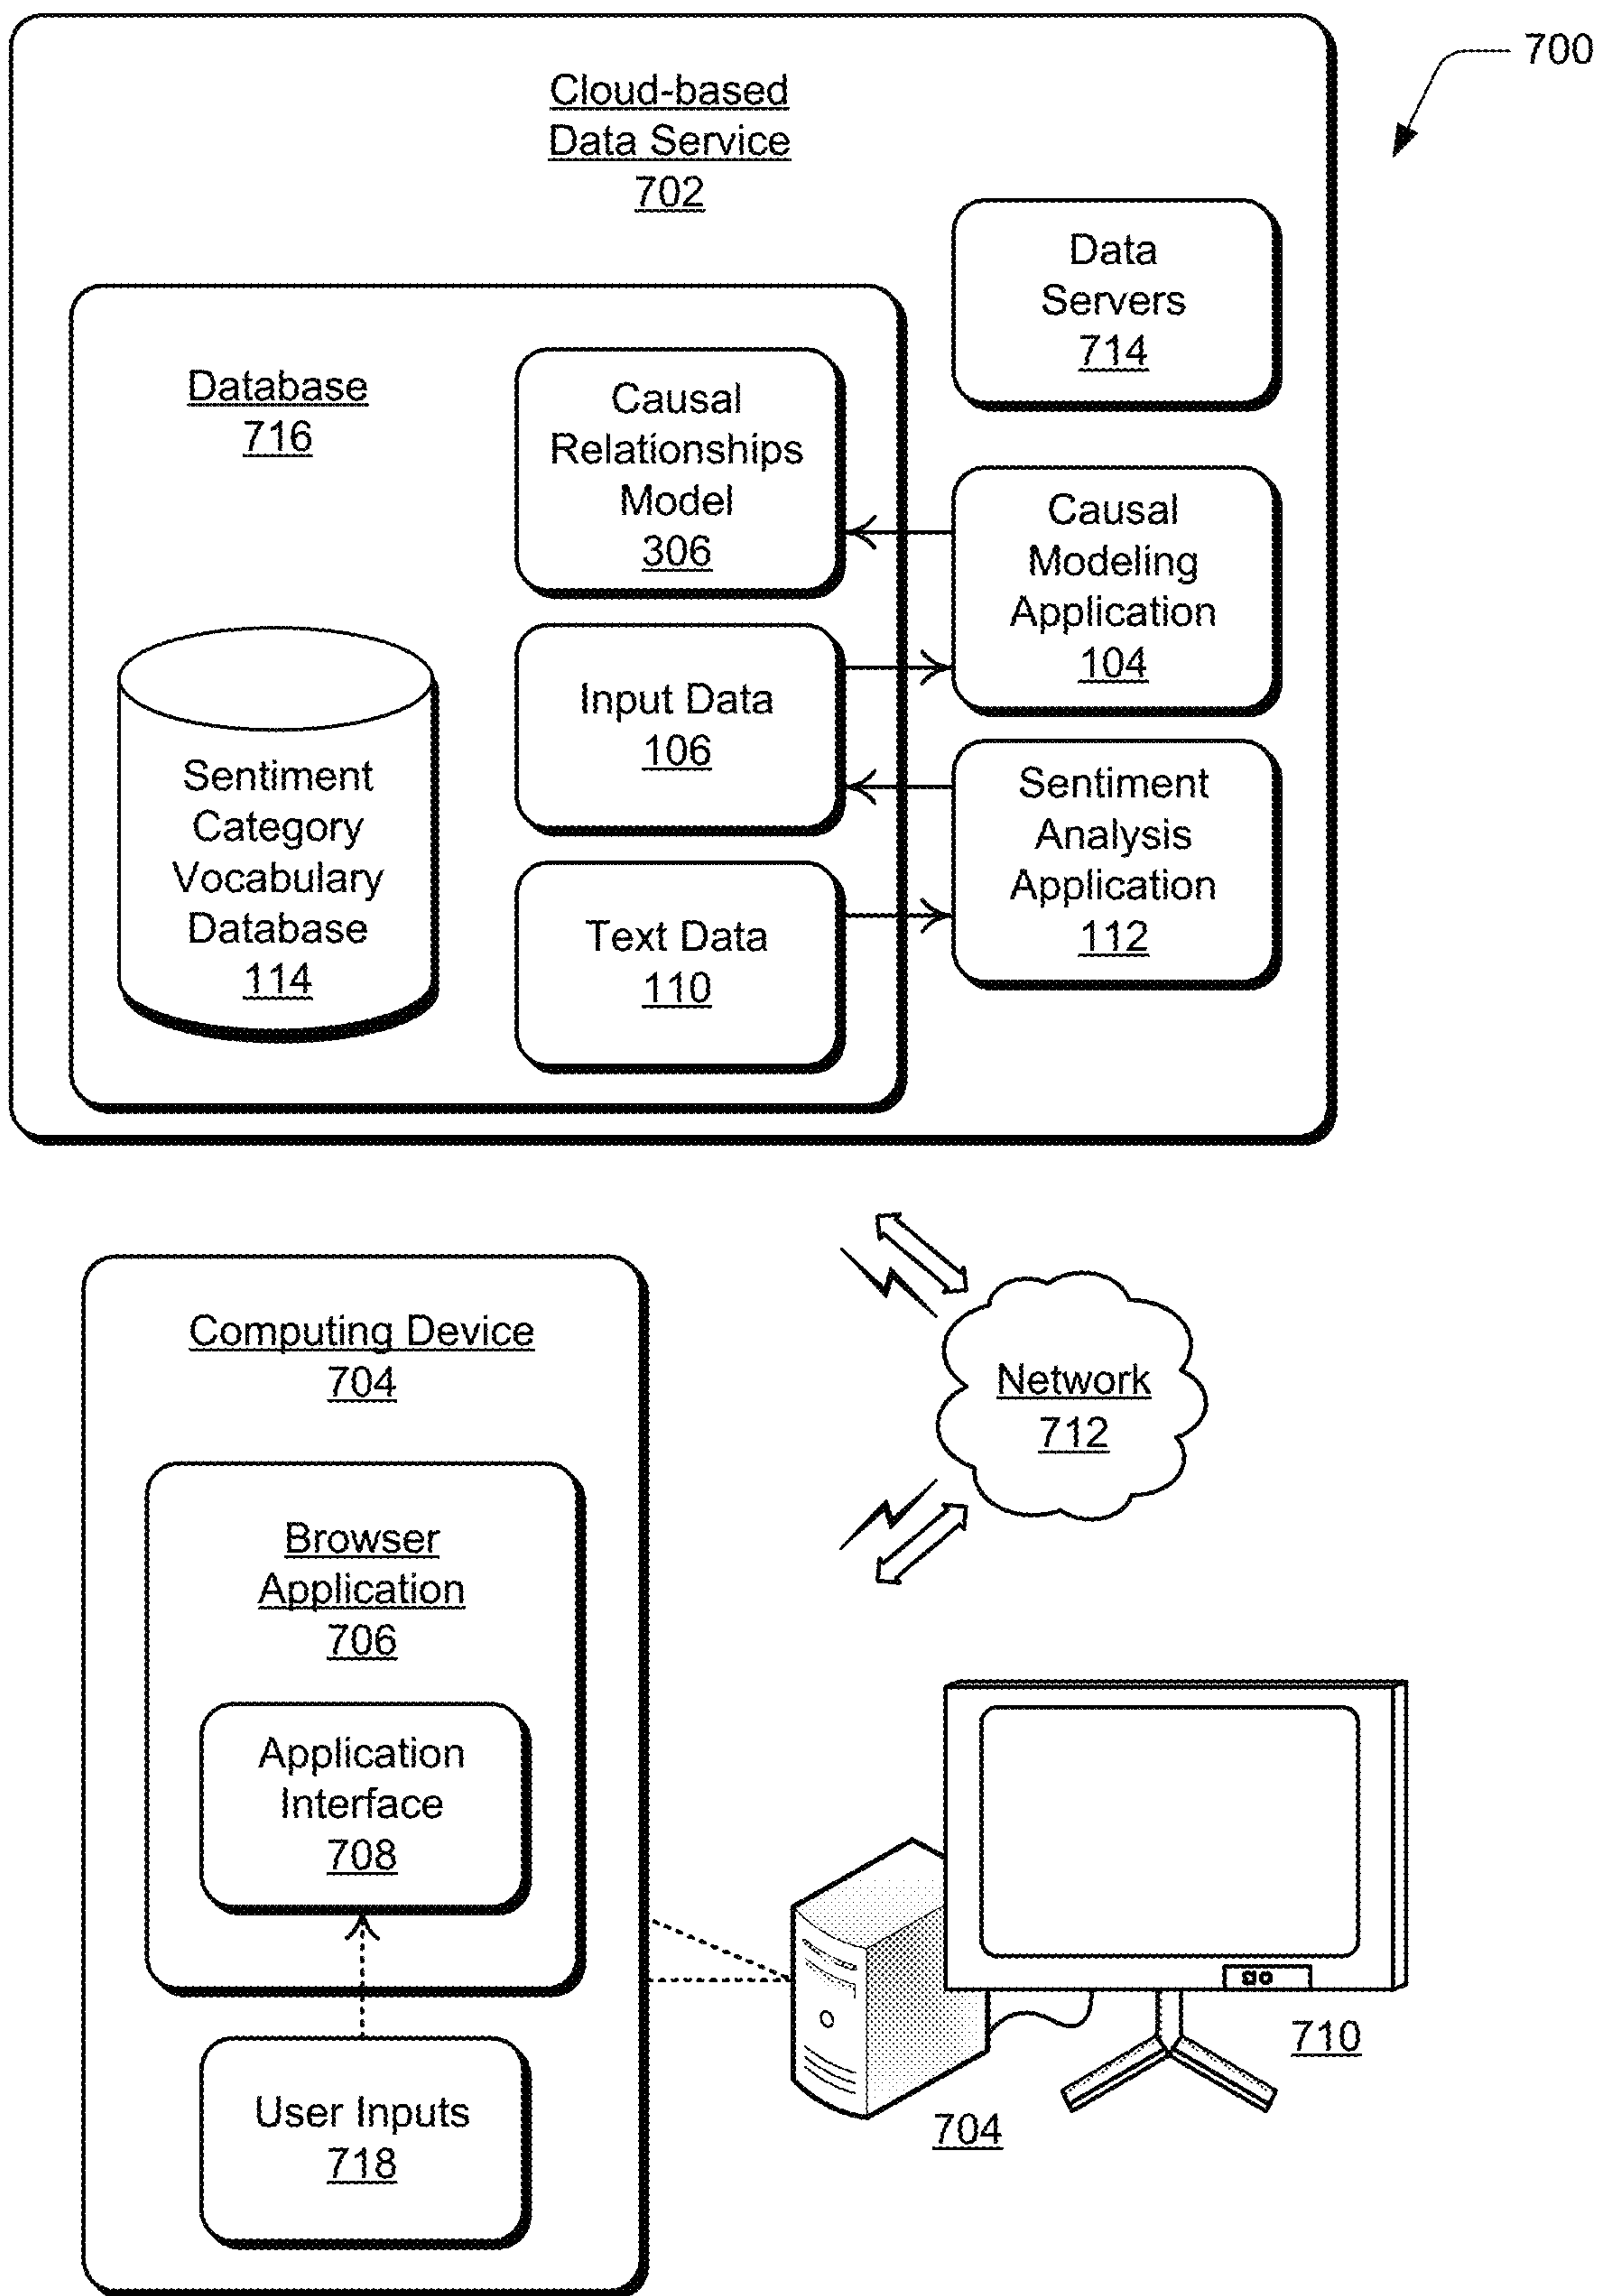 700
Cloud-based
Data Service
702
Data
Servers
714
Database
716
Causal
Relationships
Model
306
Causal
Modeling
Application
104
Input Data
106
Sentiment
Category
Vocabulary
Database
114
Sentiment
Analysis
Application
112
Text Data
110
Computing Device
704
Network
712
Browser
Application
706
Application
Interface
708
User Inputs
718
710
704